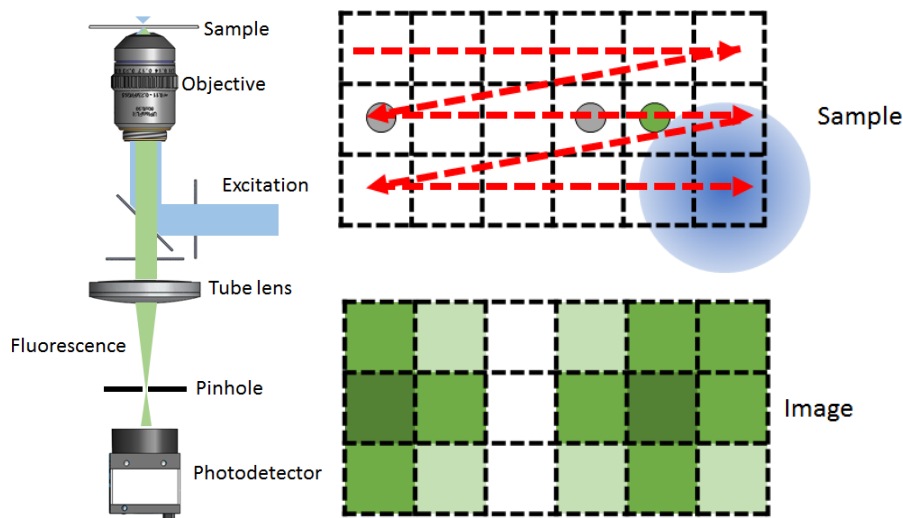 Sample
Objective
Excitation
Tube lens
Fluorescence
Pinhole
Photodetector
Sample
Image